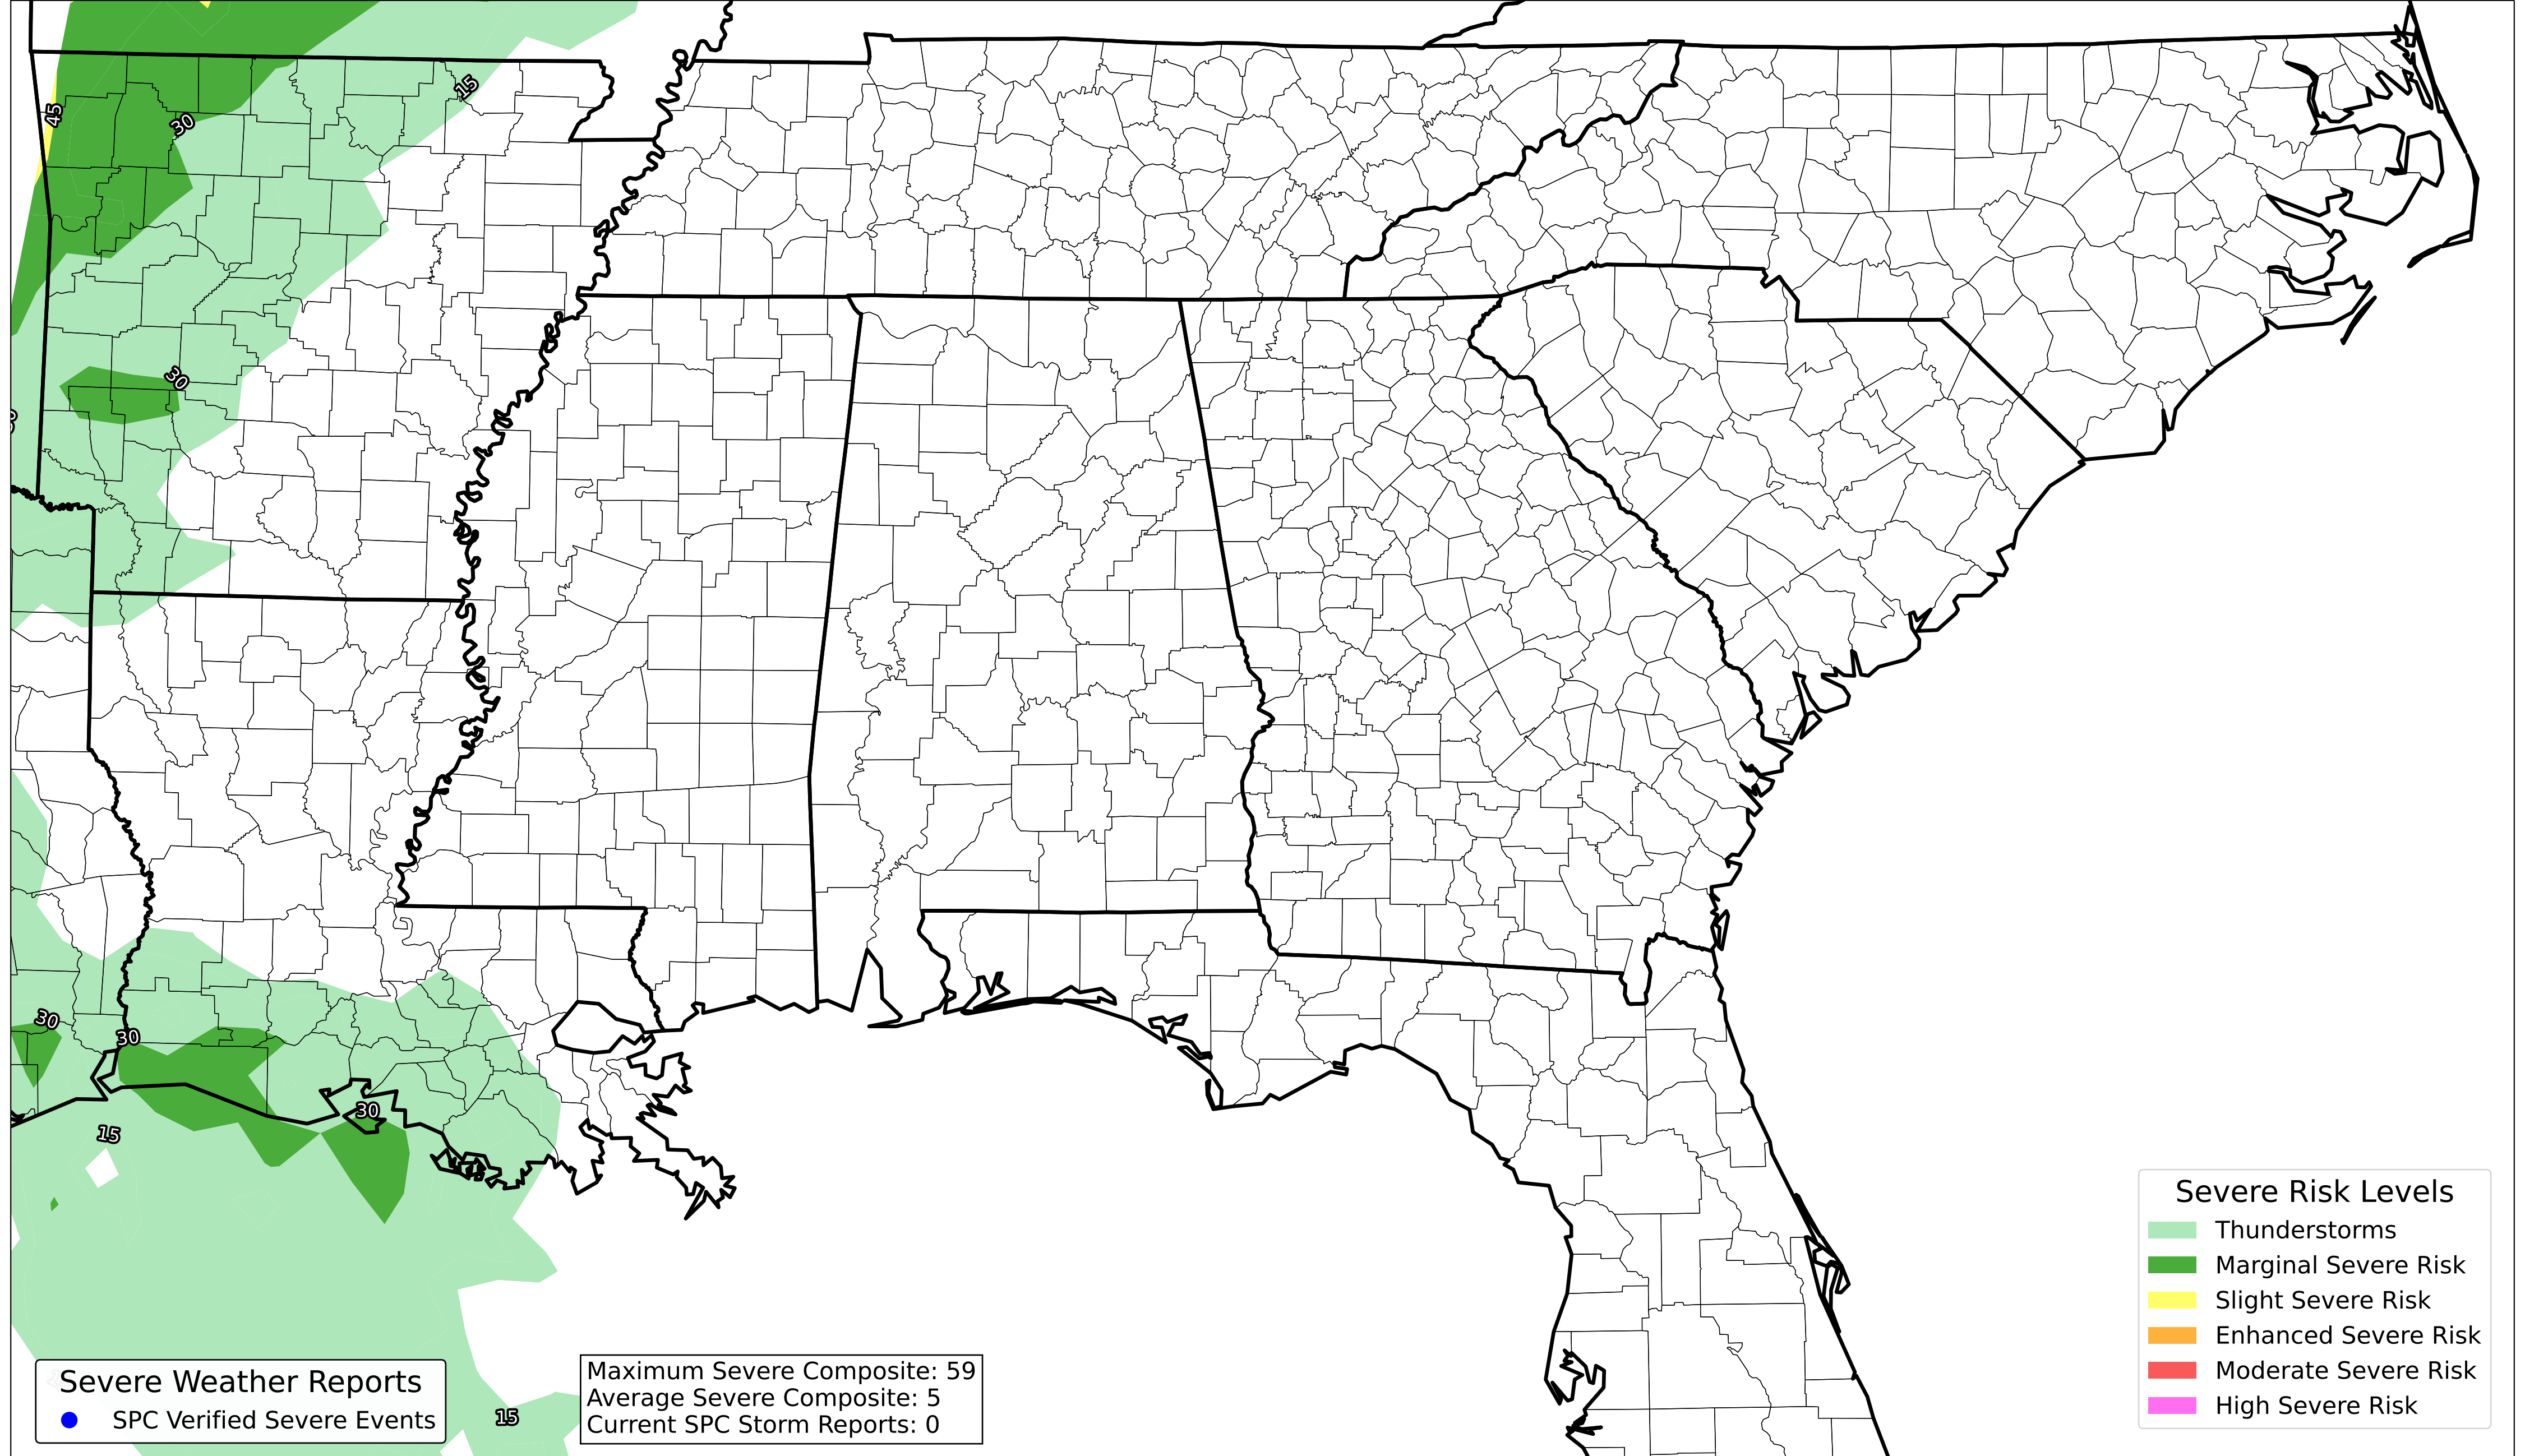 15
45
30
30
30
30
30
15
15
Severe Weather Reports
SPC Verified Severe Events
Maximum Severe Composite: 59
Average Severe Composite: 5
Current SPC Storm Reports: 0
Severe Risk Levels
Thunderstorms
Marginal Severe Risk
Slight Severe Risk
Enhanced Severe Risk
Moderate Severe Risk
High Severe Risk